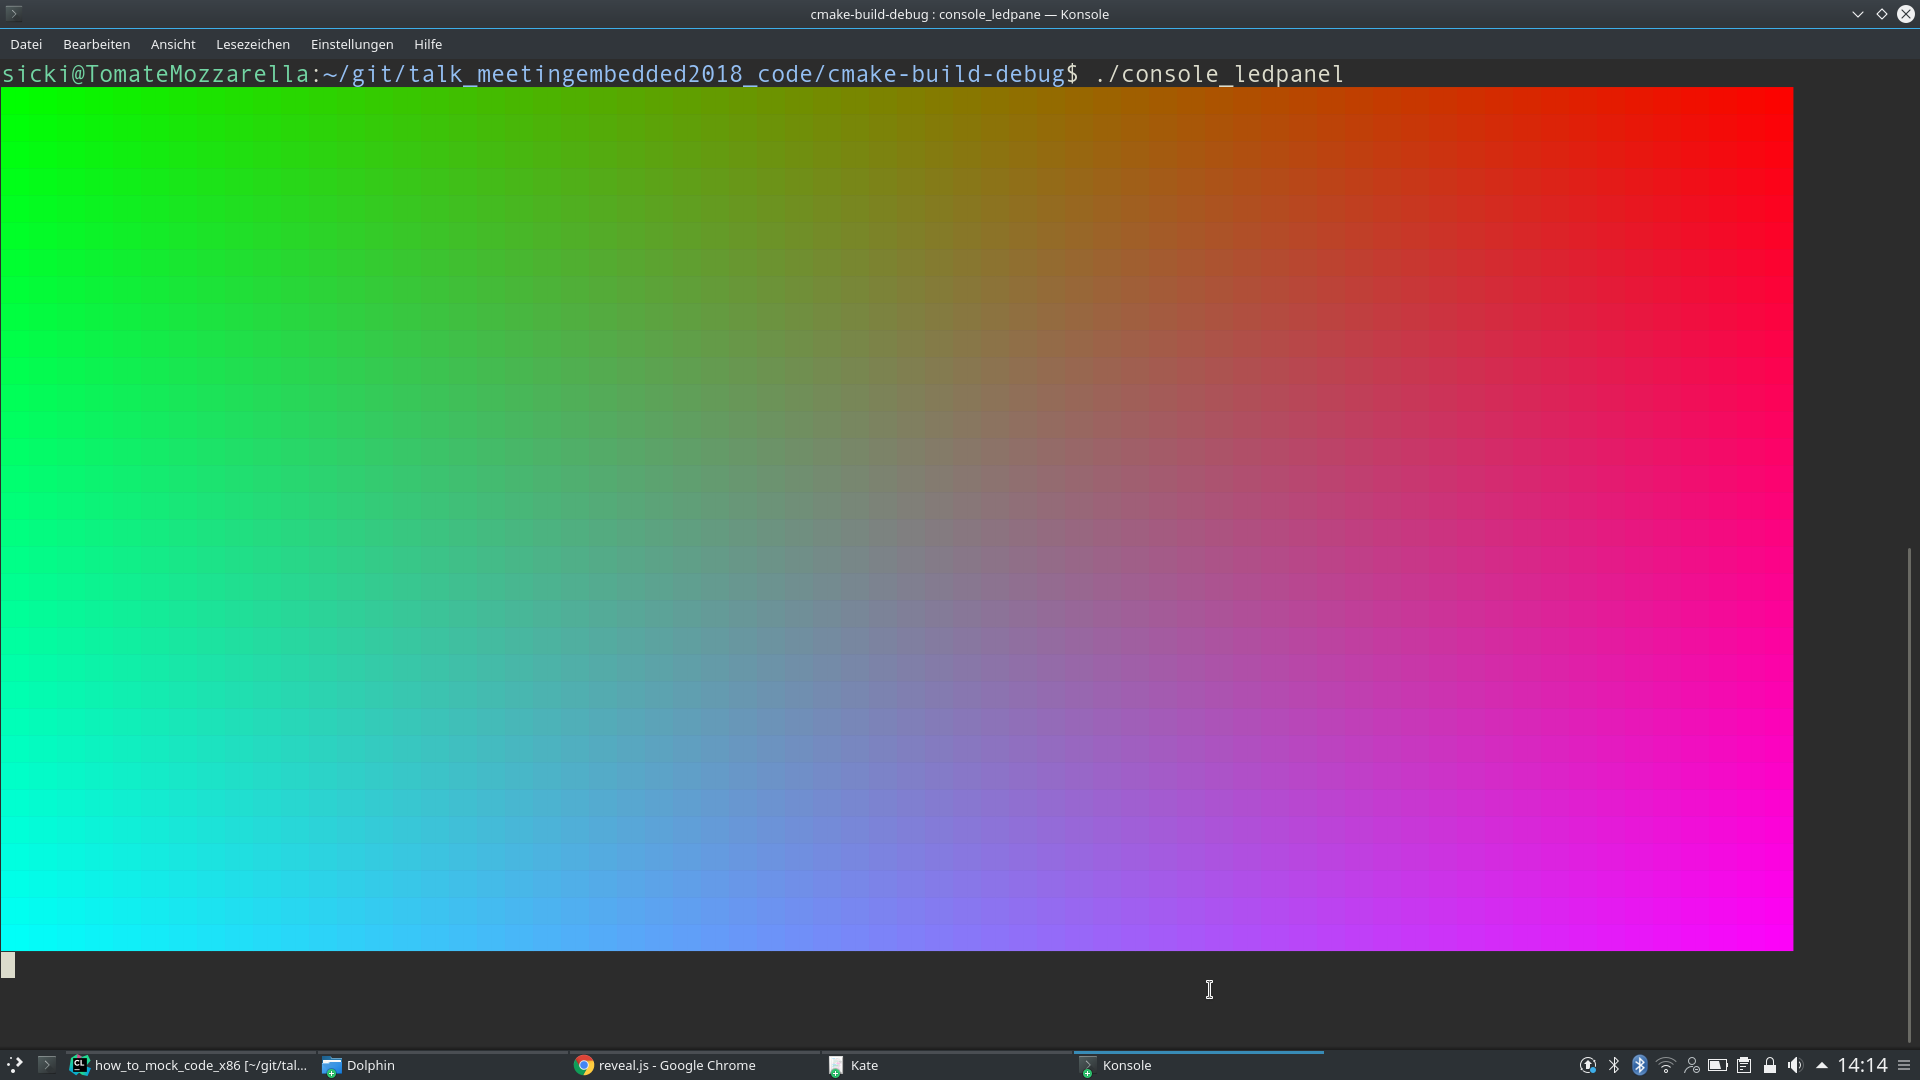 cmake-build-debug : console_ledpane — Konsole
Datei Bearbeiten Ansicht Lesezeichen Einstellungen Hilfe
sicki@TomateMozzarella:~/git/talk_meetingembedded2018_code/cmake-build-debug$ ./console_ledpanel
CL how_to_mock_code_x86 [~/git/tal... Dolphin reveal.js - Google Chrome Kate Konsole 14:14